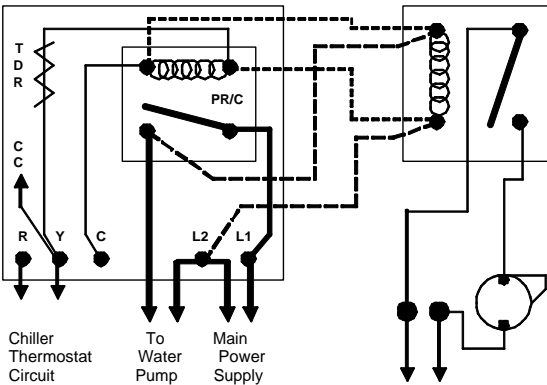 T
D
R
PR/C
C
C
R Y C L2 L1
Chiller To Main
Thermostat Water Power
Circuit Pump Supply